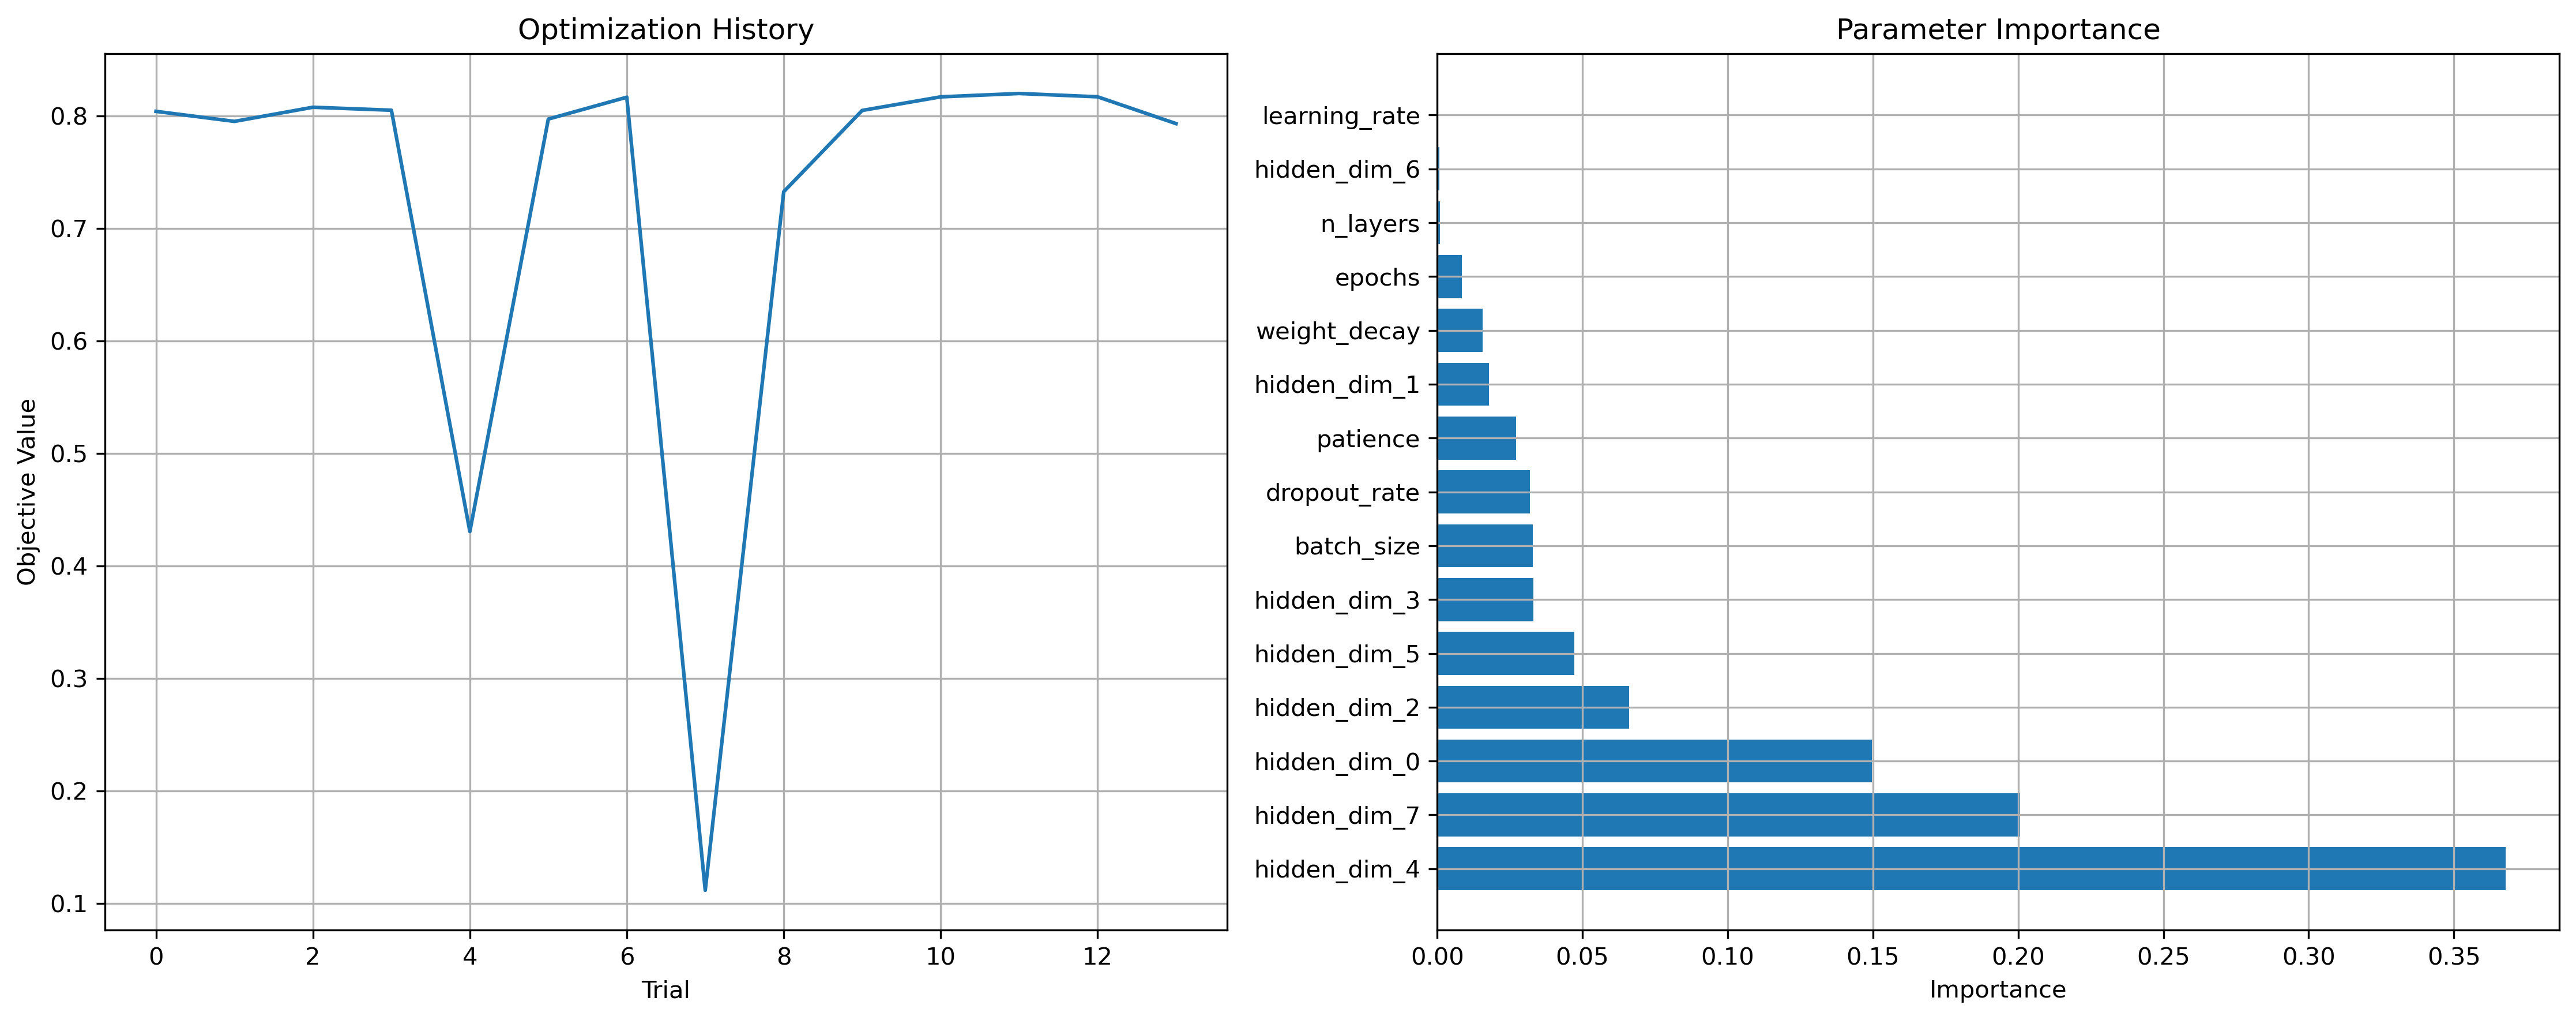 Optimization History
Objective Value
0.8
0.7
0.6
0.5
0.4
0.3
0.2
0.1
0 2 4 6 8 10 12
Trial
Parameter Importance
learning_rate
hidden_dim_6
n_layers
epochs
weight_decay
hidden_dim_1
patience
dropout_rate
batch_size
hidden_dim_3
hidden_dim_5
hidden_dim_2
hidden_dim_0
hidden_dim_7
hidden_dim_4
0.00 0.05 0.10 0.15 0.20 0.25 0.30 0.35
Importance